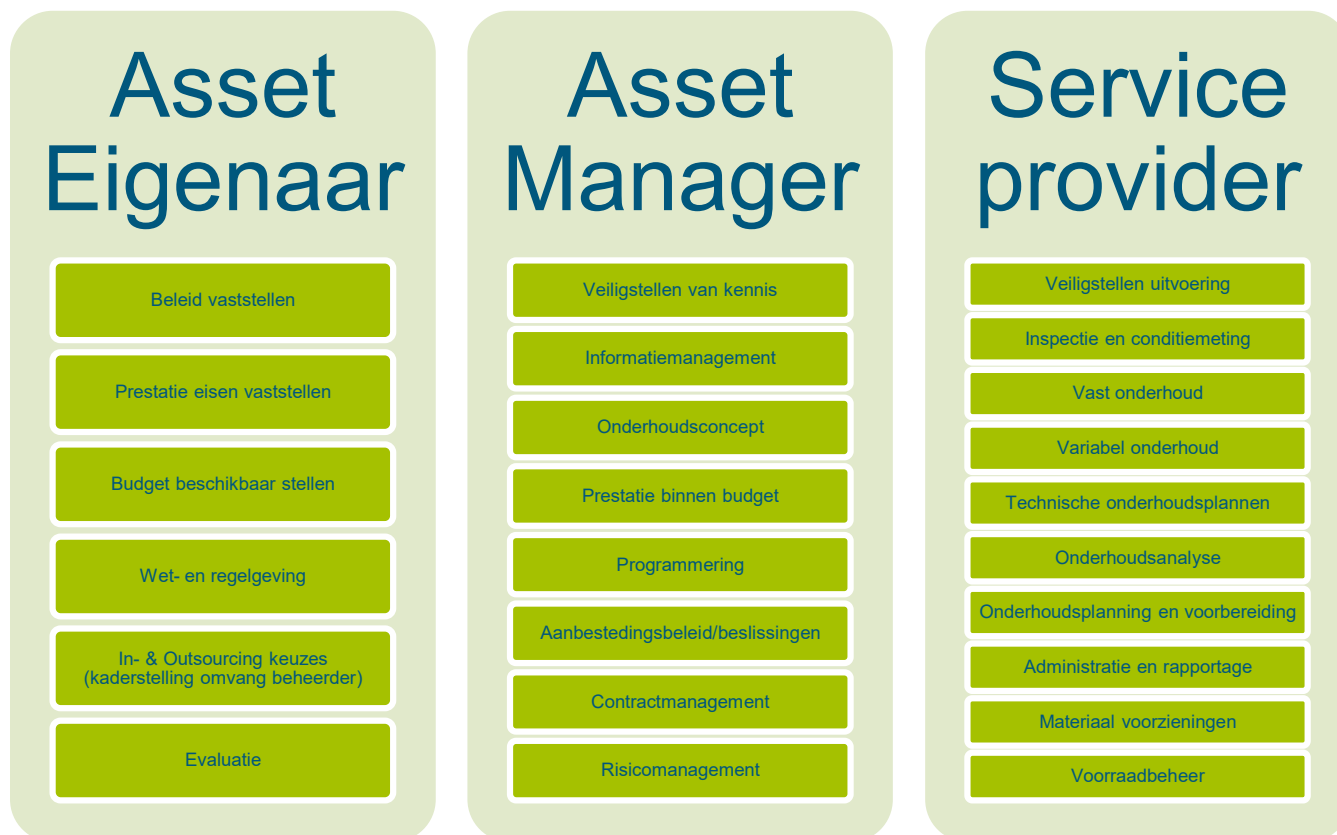 Asset
Eigenaar
Beleid vaststellen
Prestatie eisen vaststellen
Budget beschikbaar stellen
Wet- en regelgeving
In- & Outsourcing keuzes
(kaderstelling omvang beheerder)
Evaluatie
Asset
Manager
Veiligstellen van kennis
Informatiemanagement
Onderhoudsconcept
Prestatie binnen budget
Programmering
Aanbestedingsbeleid/beslissingen
Contractmanagement
Risicomanagement
Service
provider
Veiligstellen uitvoering
Inspectie en conditiemeting
Vast onderhoud
Variabel onderhoud
Technische onderhoudsplannen
Onderhoudsanalyse
Onderhoudsplanning en voorbereiding
Administratie en rapportage
Materiaal voorzieningen
Voorraadbeheer